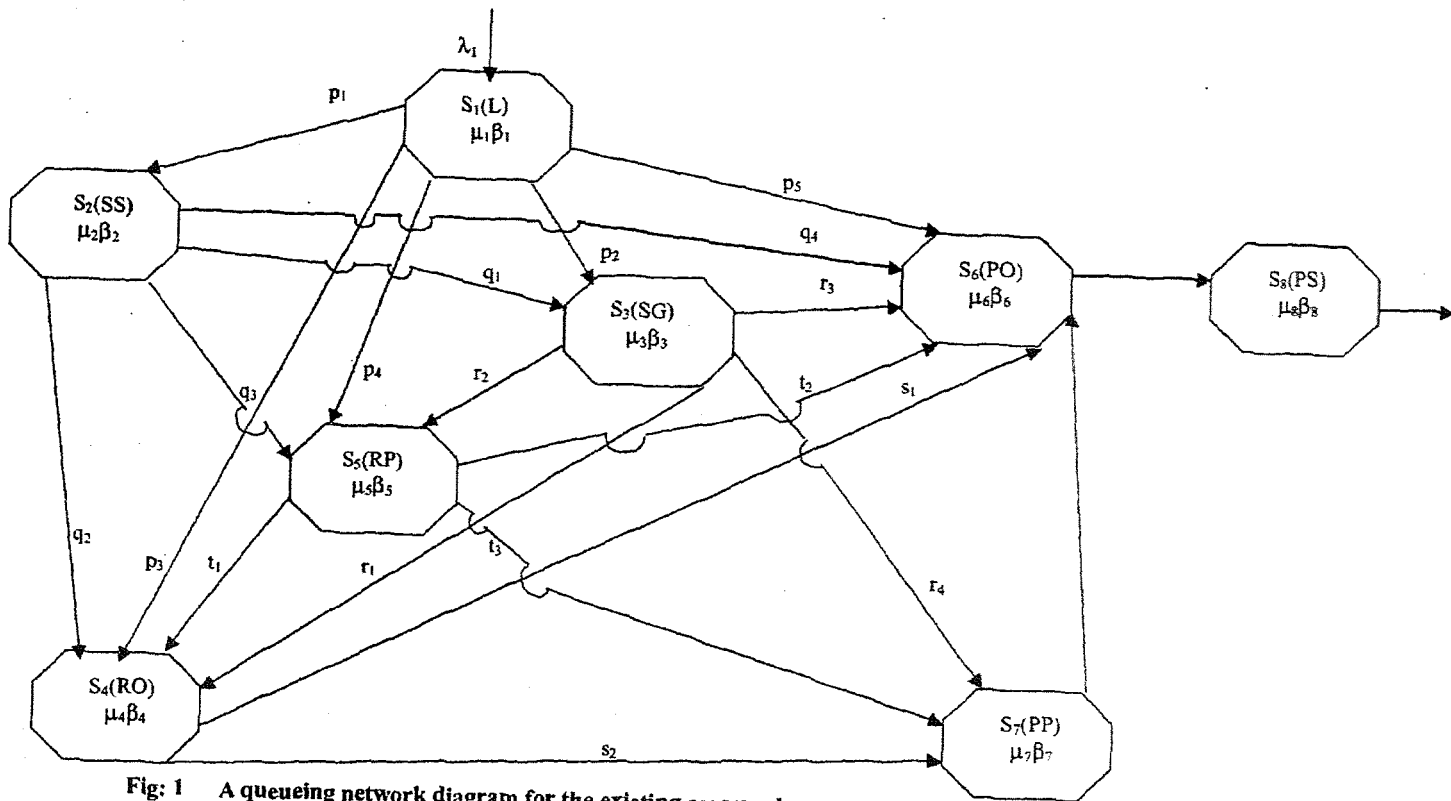 λ₁
S₁(L)
μ₁β₁
p₁
p₅
S₂(SS)
μ₂β₂
q₄
p₂
q₁
S₃(SG)
μ₃β₃
r₃
S₆(PO)
μ₆β₆
S₈(PS)
μ₈β₈
p₄
r₂
q₃
t₂
s₁
S₅(RP)
μ₅β₅
q₂
p₃
t₁
r₁
t₃
r₄
S₄(RO)
μ₄β₄
S₇(PP)
μ₇β₇
s₂
Fig: 1 A queueing network diagram for the existing